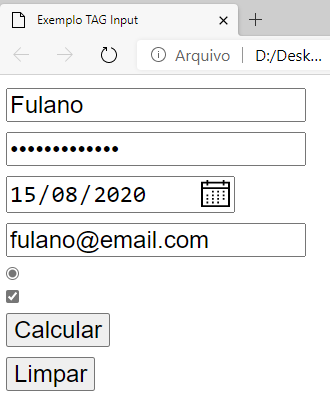 Exemplo TAG Input
Arquivo D:/Desk...
Fulano
•••••••••••••
15/08/2020
fulano@email.com
Calcular
Limpar